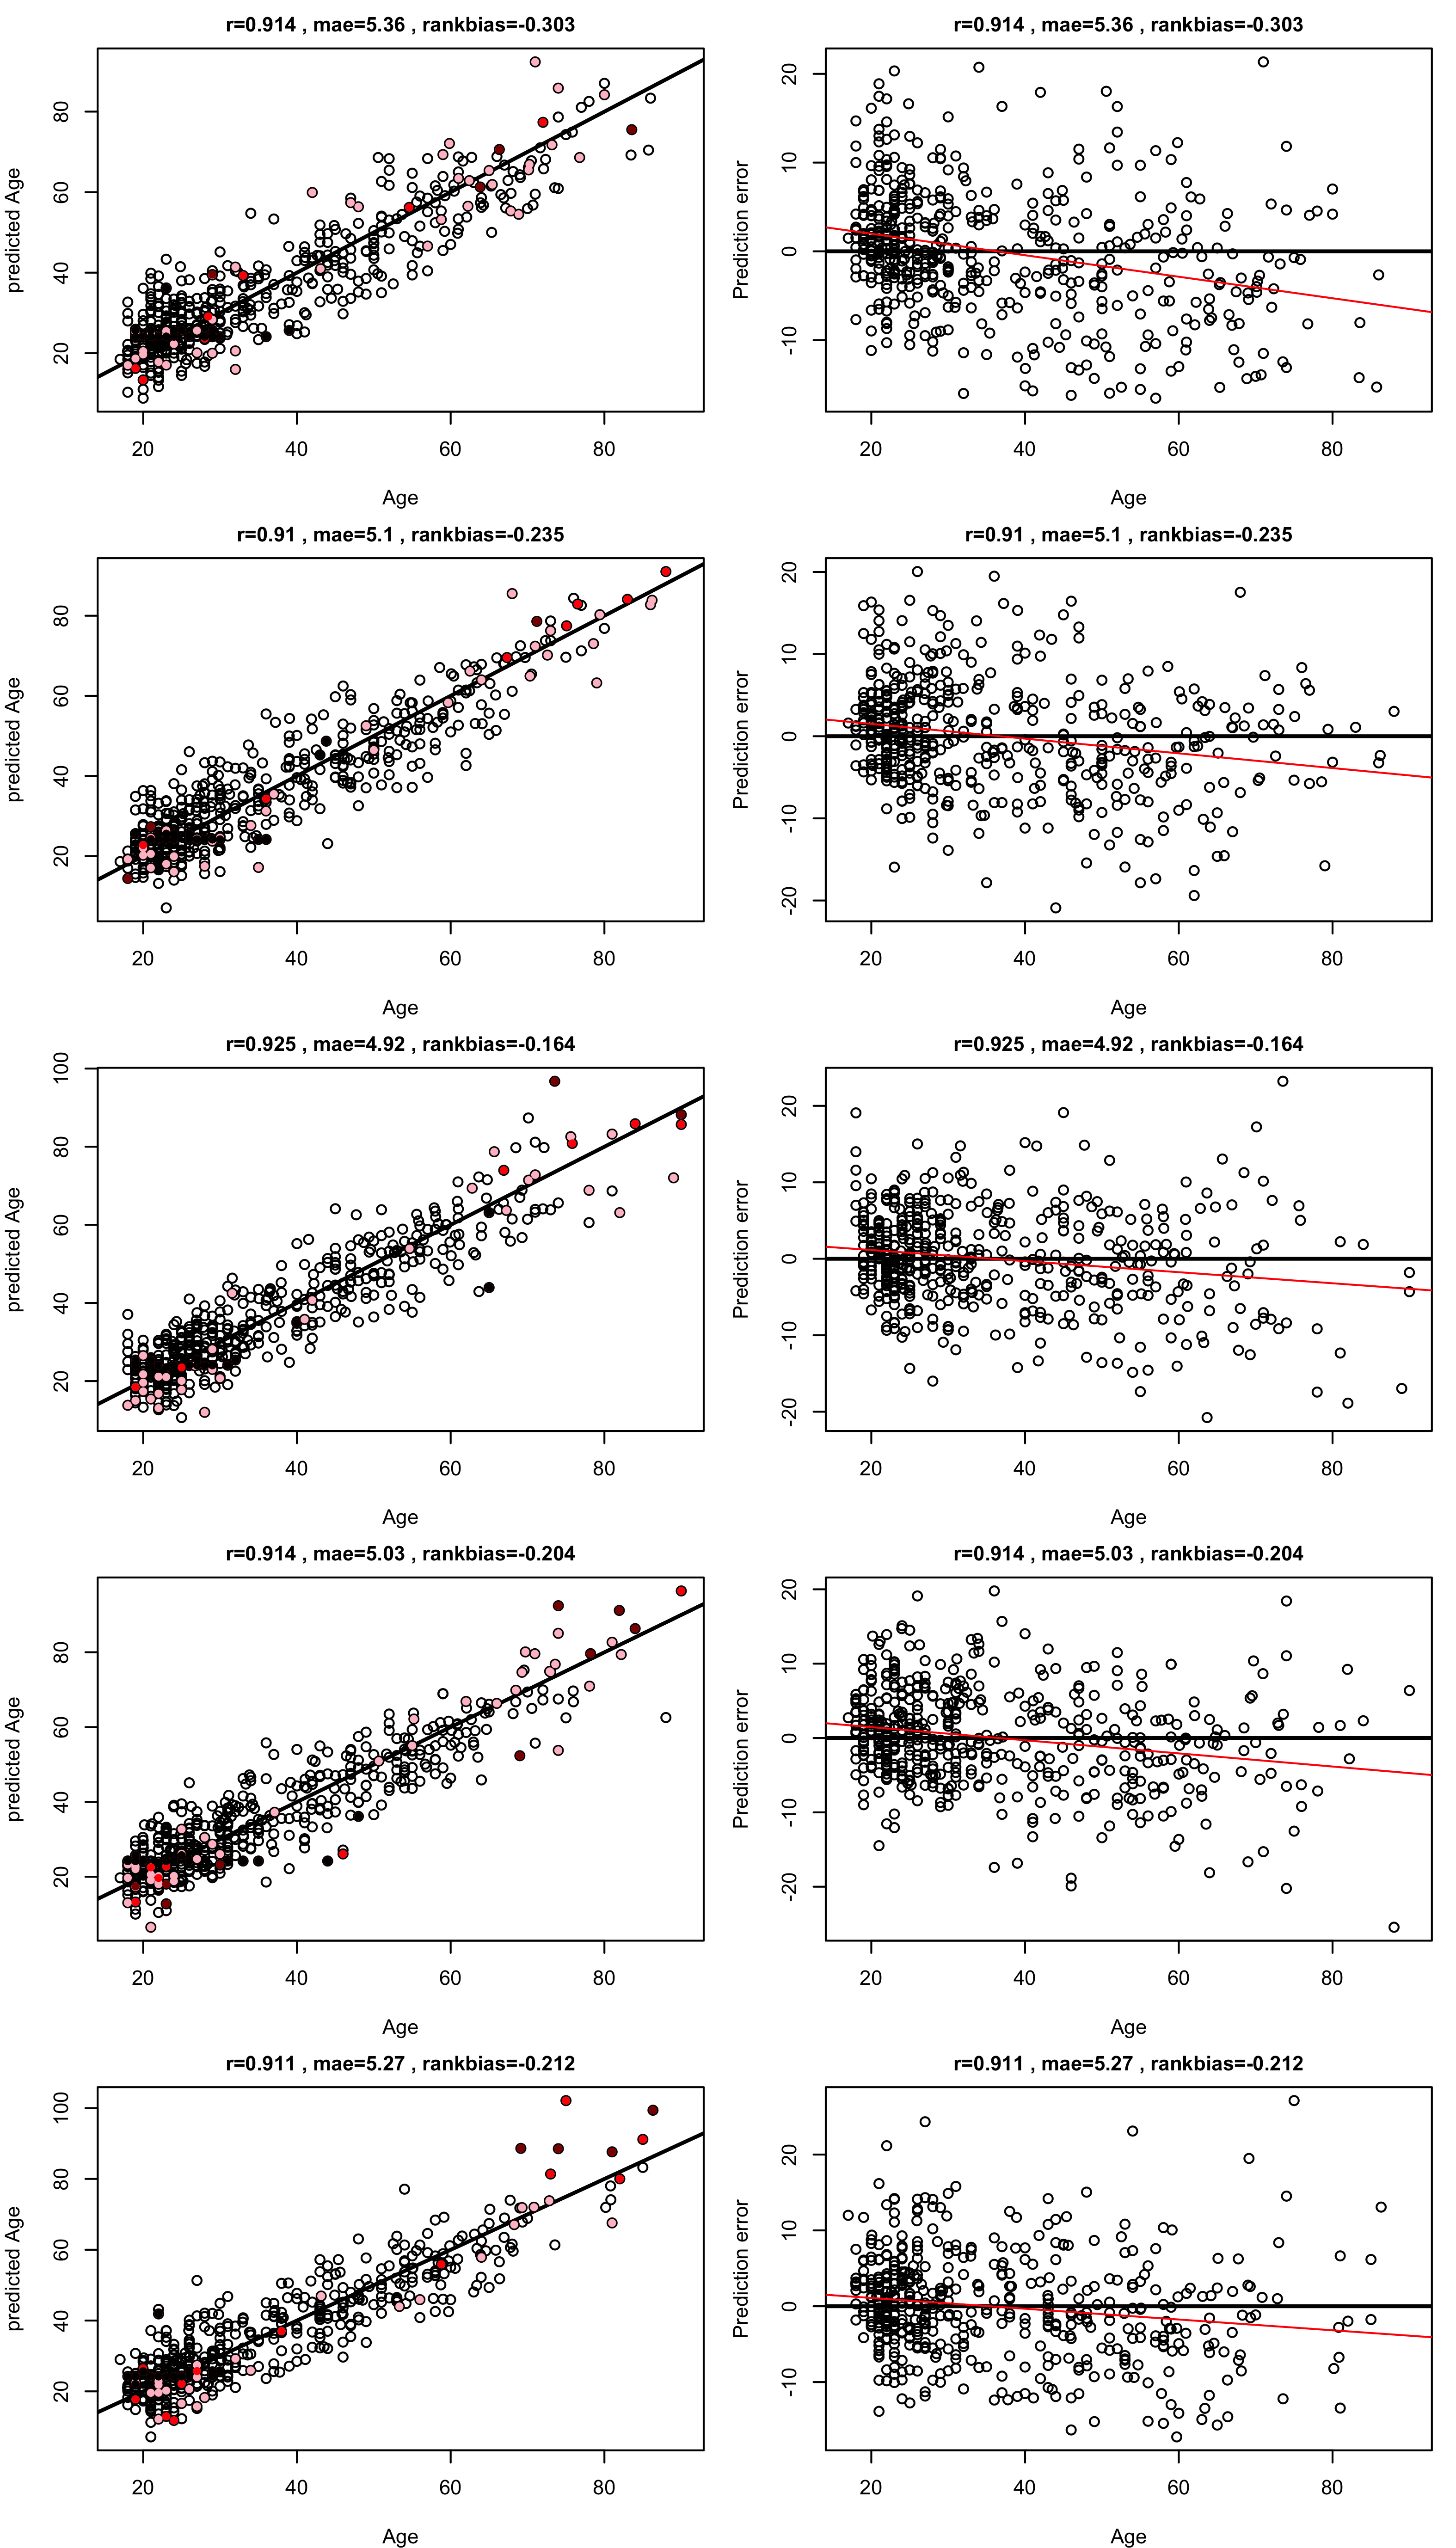 r=0.914 , mae=5.36 , rankbias=-0.303
r=0.914 , mae=5.36 , rankbias=-0.303
predicted Age
80
60
40
20
20 40 60 80
Age
Prediction error
20
10
0
-10
20 40 60 80
Age
r=0.91 , mae=5.1 , rankbias=-0.235
r=0.91 , mae=5.1 , rankbias=-0.235
predicted Age
80
60
40
20
20 40 60 80
Age
Prediction error
20
10
0
-10
-20
20 40 60 80
Age
r=0.925 , mae=4.92 , rankbias=-0.164
r=0.925 , mae=4.92 , rankbias=-0.164
predicted Age
100
80
60
40
20
20 40 60 80
Age
Prediction error
20
10
0
-10
-20
20 40 60 80
Age
r=0.914 , mae=5.03 , rankbias=-0.204
r=0.914 , mae=5.03 , rankbias=-0.204
predicted Age
80
60
40
20
20 40 60 80
Age
Prediction error
20
10
0
-10
-20
20 40 60 80
Age
r=0.911 , mae=5.27 , rankbias=-0.212
r=0.911 , mae=5.27 , rankbias=-0.212
predicted Age
100
80
60
40
20
20 40 60 80
Age
Prediction error
20
10
0
-10
20 40 60 80
Age